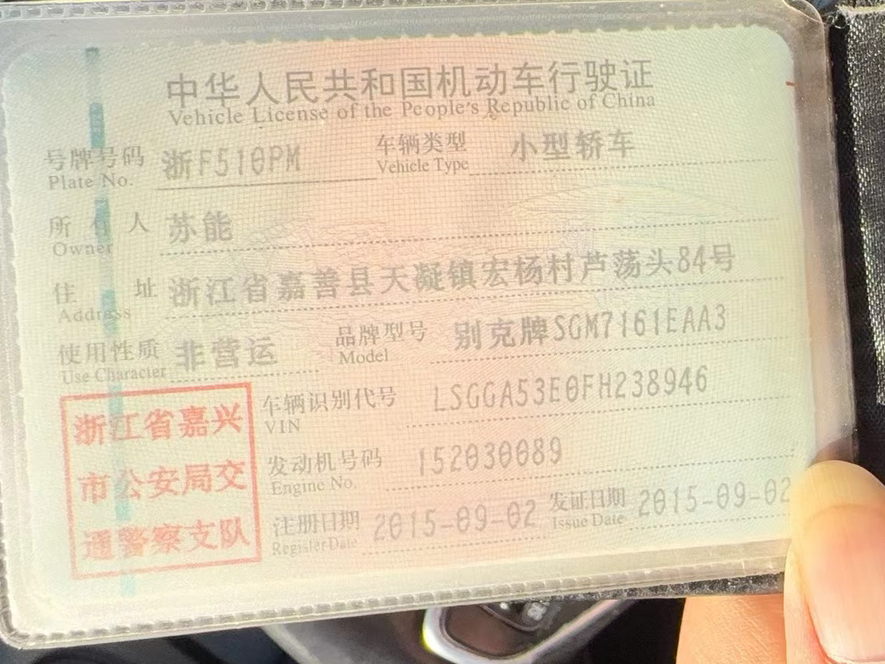 中华人民共和国机动车行驶证
Vehicle License of the People's Republic of China
号牌号码 浙F510PM 车辆类型 小型轿车
Plate No. Vehicle Type
所有人 苏能
Owner
住址 浙江省嘉善县天凝镇宏杨村芦荡头84号
Address
使用性质 非营运 品牌型号 别克牌SGM7161EAA3
Use Character Model
浙江省嘉兴
市公安局交
通警察支队
车辆识别代号 LSGGA53E0FH238946
VIN
发动机号码 152030089
Engine No.
注册日期 2015-09-02 发证日期 2015-09-02
Register Date Issue Date